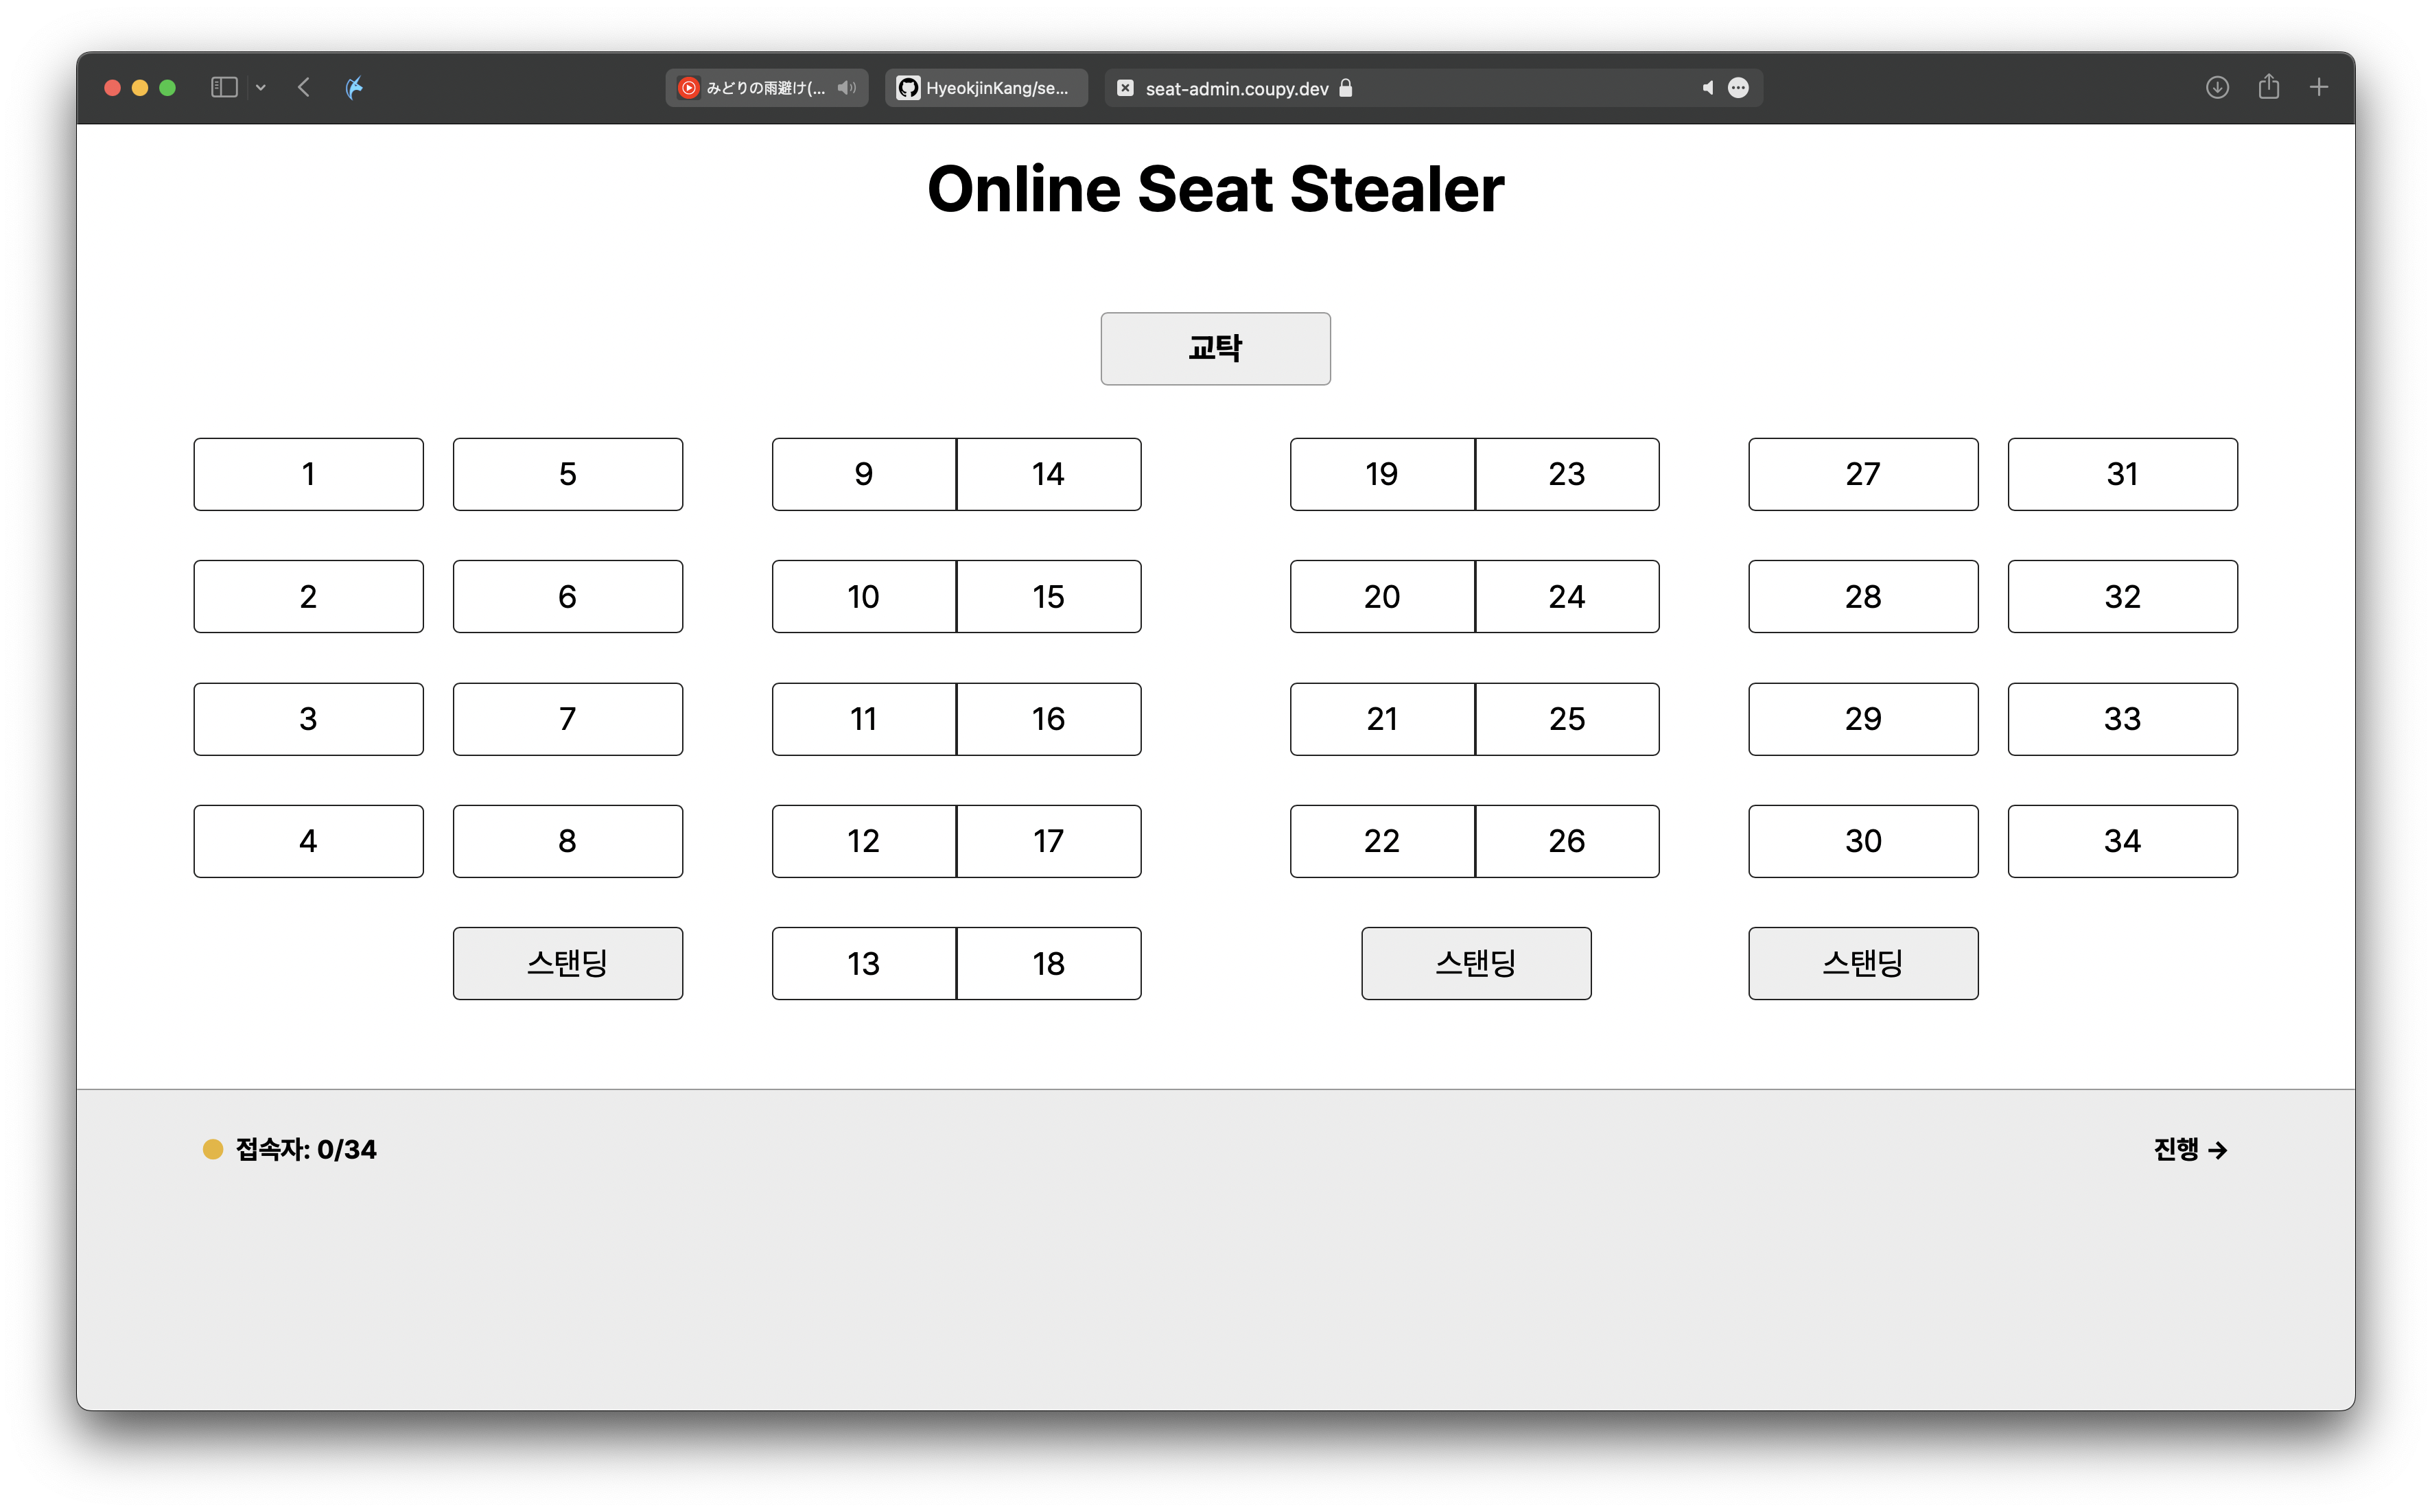 みどりの雨避け(...
HyeokjinKang/se...
seat-admin.coupy.dev
Online Seat Stealer
교탁
1 5 9 14 19 23 27 31
2 6 10 15 20 24 28 32
3 7 11 16 21 25 29 33
4 8 12 17 22 26 30 34
스탠딩 13 18 스탠딩 스탠딩
접속자: 0/34
진행 →